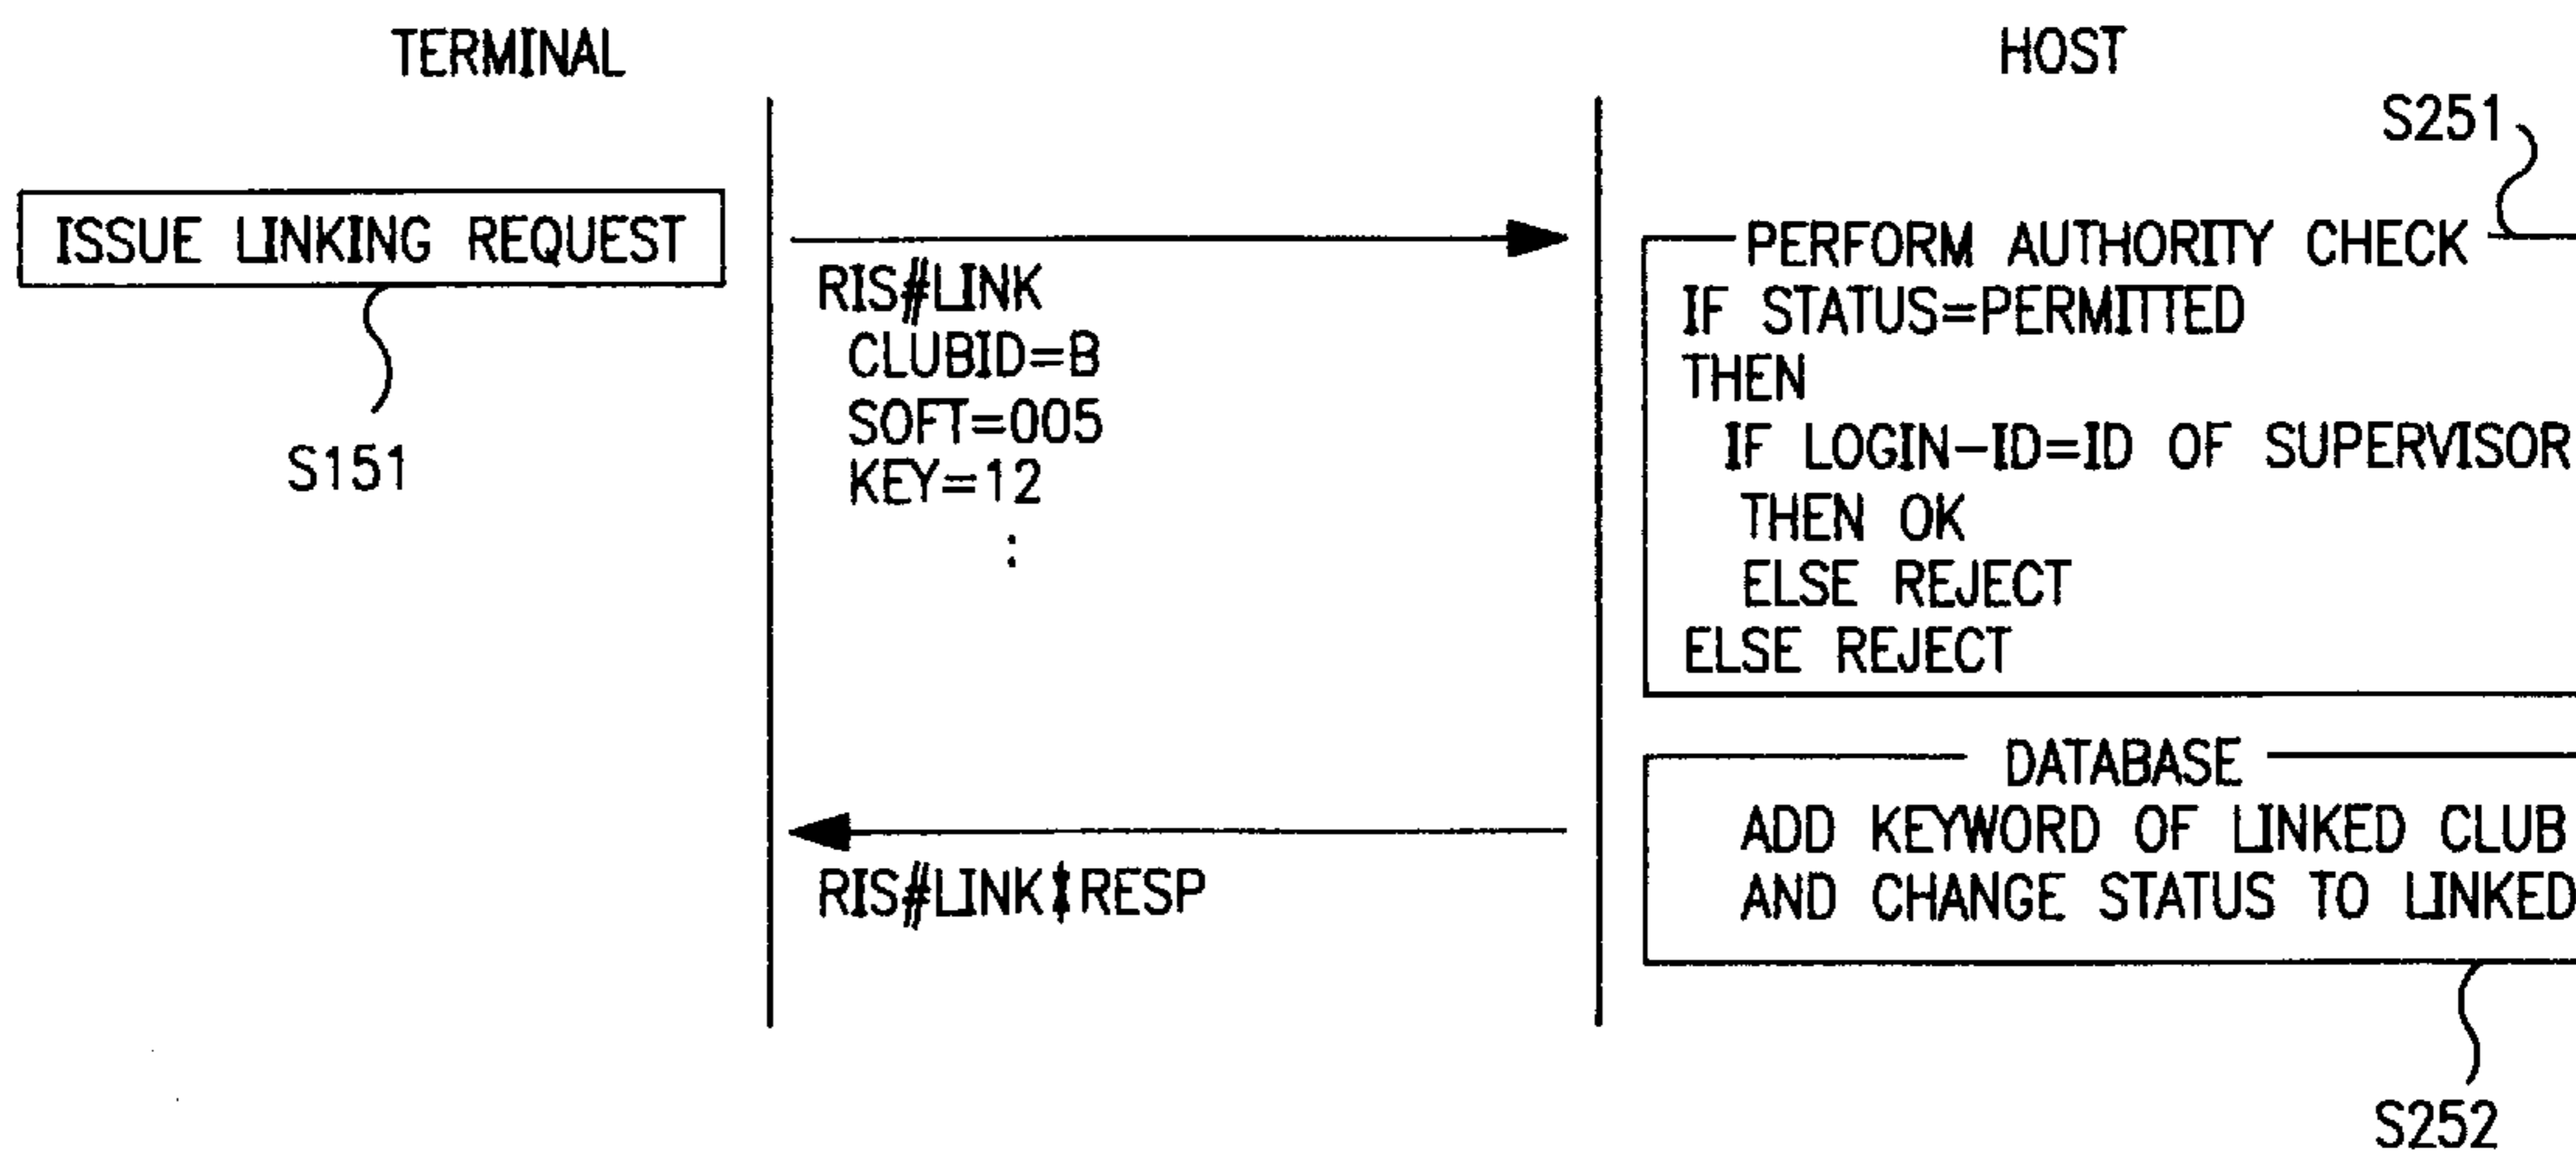 TERMINAL
HOST
S251
ISSUE LINKING REQUEST
S151
RIS#LINK
CLUBID=B
SOFT=005
KEY=12
:
PERFORM AUTHORITY CHECK
IF STATUS=PERMITTED
THEN
IF LOGIN-ID=ID OF SUPERVISOR
THEN OK
ELSE REJECT
ELSE REJECT
RIS#LINK‡RESP
DATABASE
ADD KEYWORD OF LINKED CLUB
AND CHANGE STATUS TO LINKED
S252